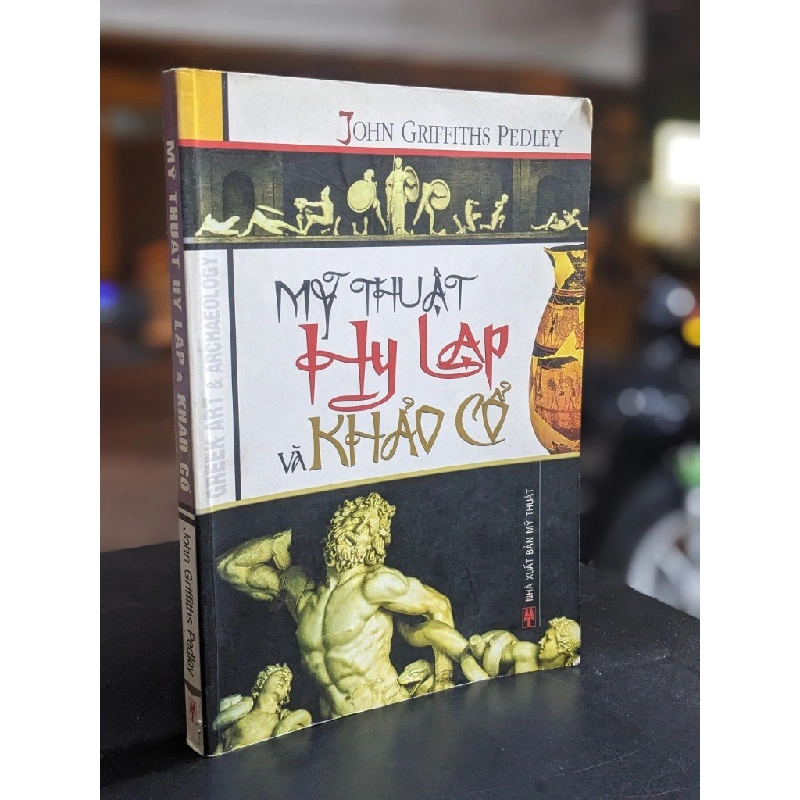 JOHN GRIFFITHS PEDLEY
MỸ THUẬT
HY LẠP
VÀ KHẢO CỔ
GREEK ART & ARCHAEOLOGY
NHÀ XUẤT BẢN MỸ THUẬT
MỸ THUẬT HY LẠP & KHẢO CỔ
John Griffiths Pedley